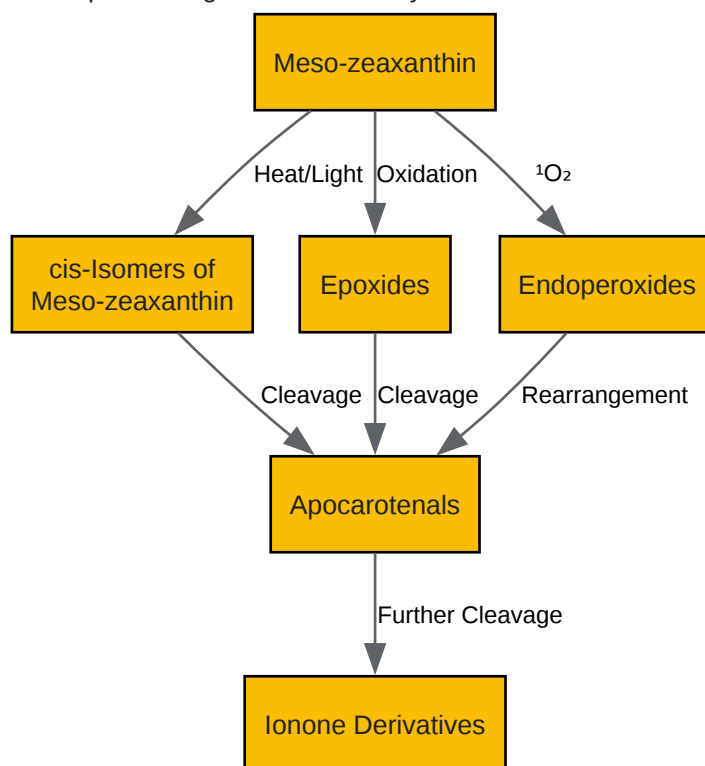 Meso-zeaxanthin
Heat/Light
Oxidation
¹O₂
cis-Isomers of
Meso-zeaxanthin
Epoxides
Endoperoxides
Cleavage
Cleavage
Rearrangement
Apocarotenals
Further Cleavage
Ionone Derivatives